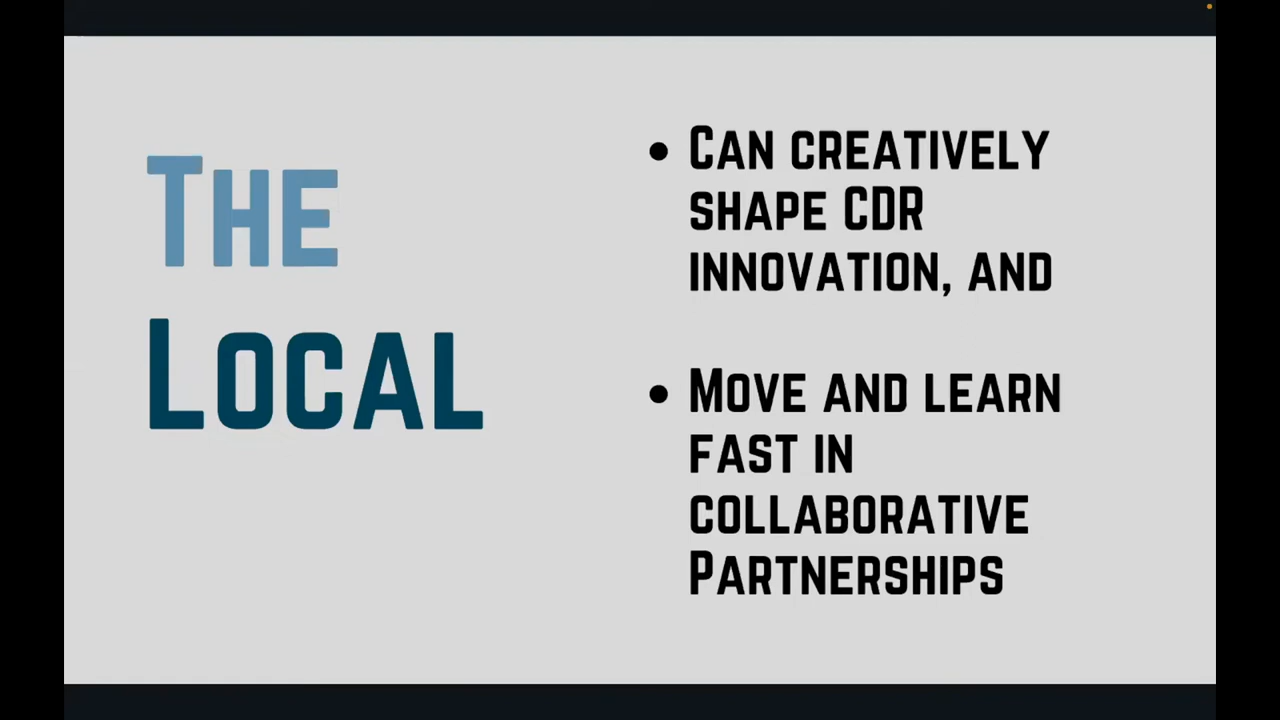 The
Local
• Can creatively
shape CDR
innovation, and
• Move and learn
fast in
collaborative
Partnerships